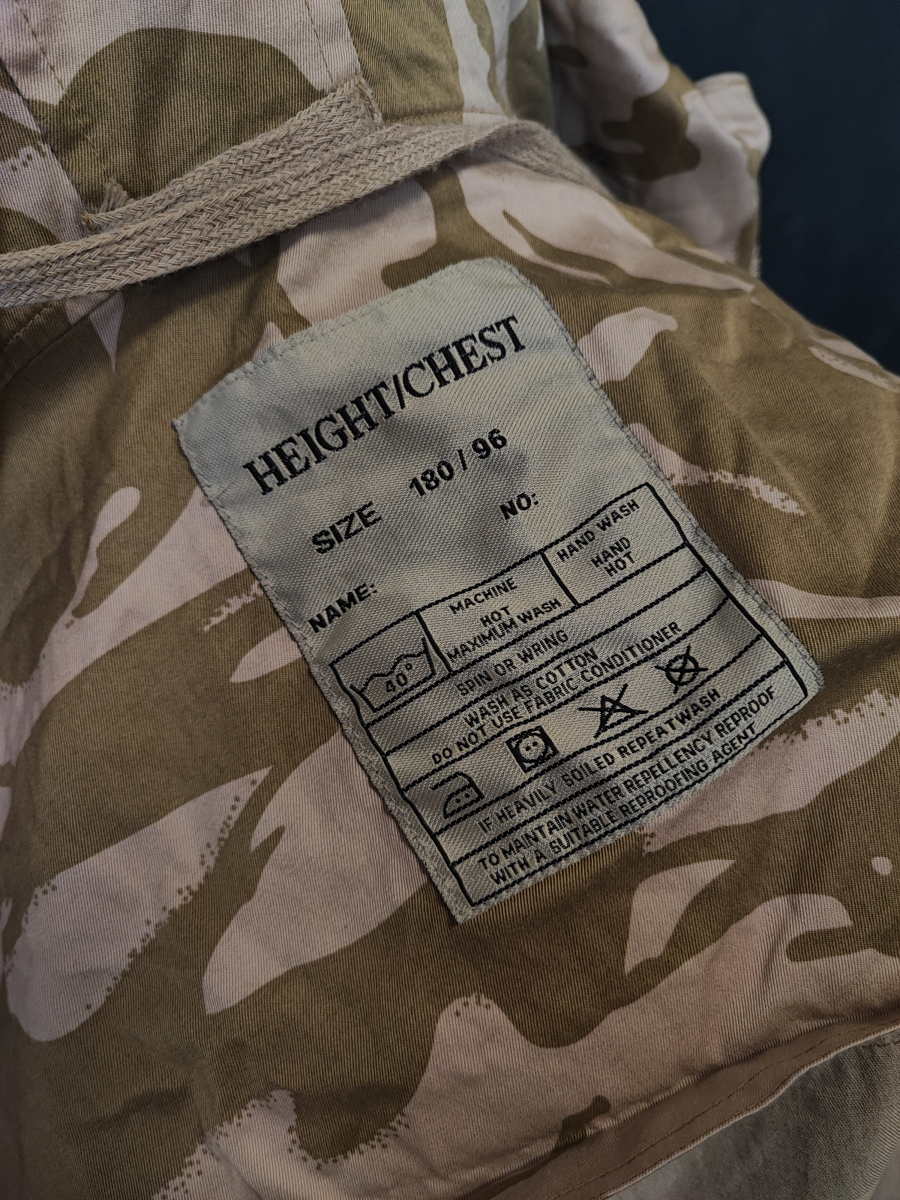 HEIGHT/CHEST
SIZE 180 / 96
NO:
NAME:
40°
MACHINE
HOT
MAXIMUM WASH
HAND WASH
HAND
HOT
SPIN OR WRING
WASH AS COTTON
DO NOT USE FABRIC CONDITIONER
IF HEAVILY SOILED REPEATWASH
TO MAINTAIN WATER REPELLENCY REPROOF
WITH A SUITABLE REPROOFING AGENT